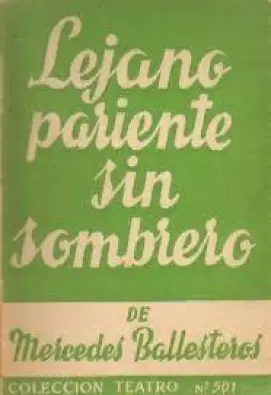 Lejano
pariente
sin
sombrero
DE
Mercedes Ballesteros
COLECCION TEATRO Nº 501